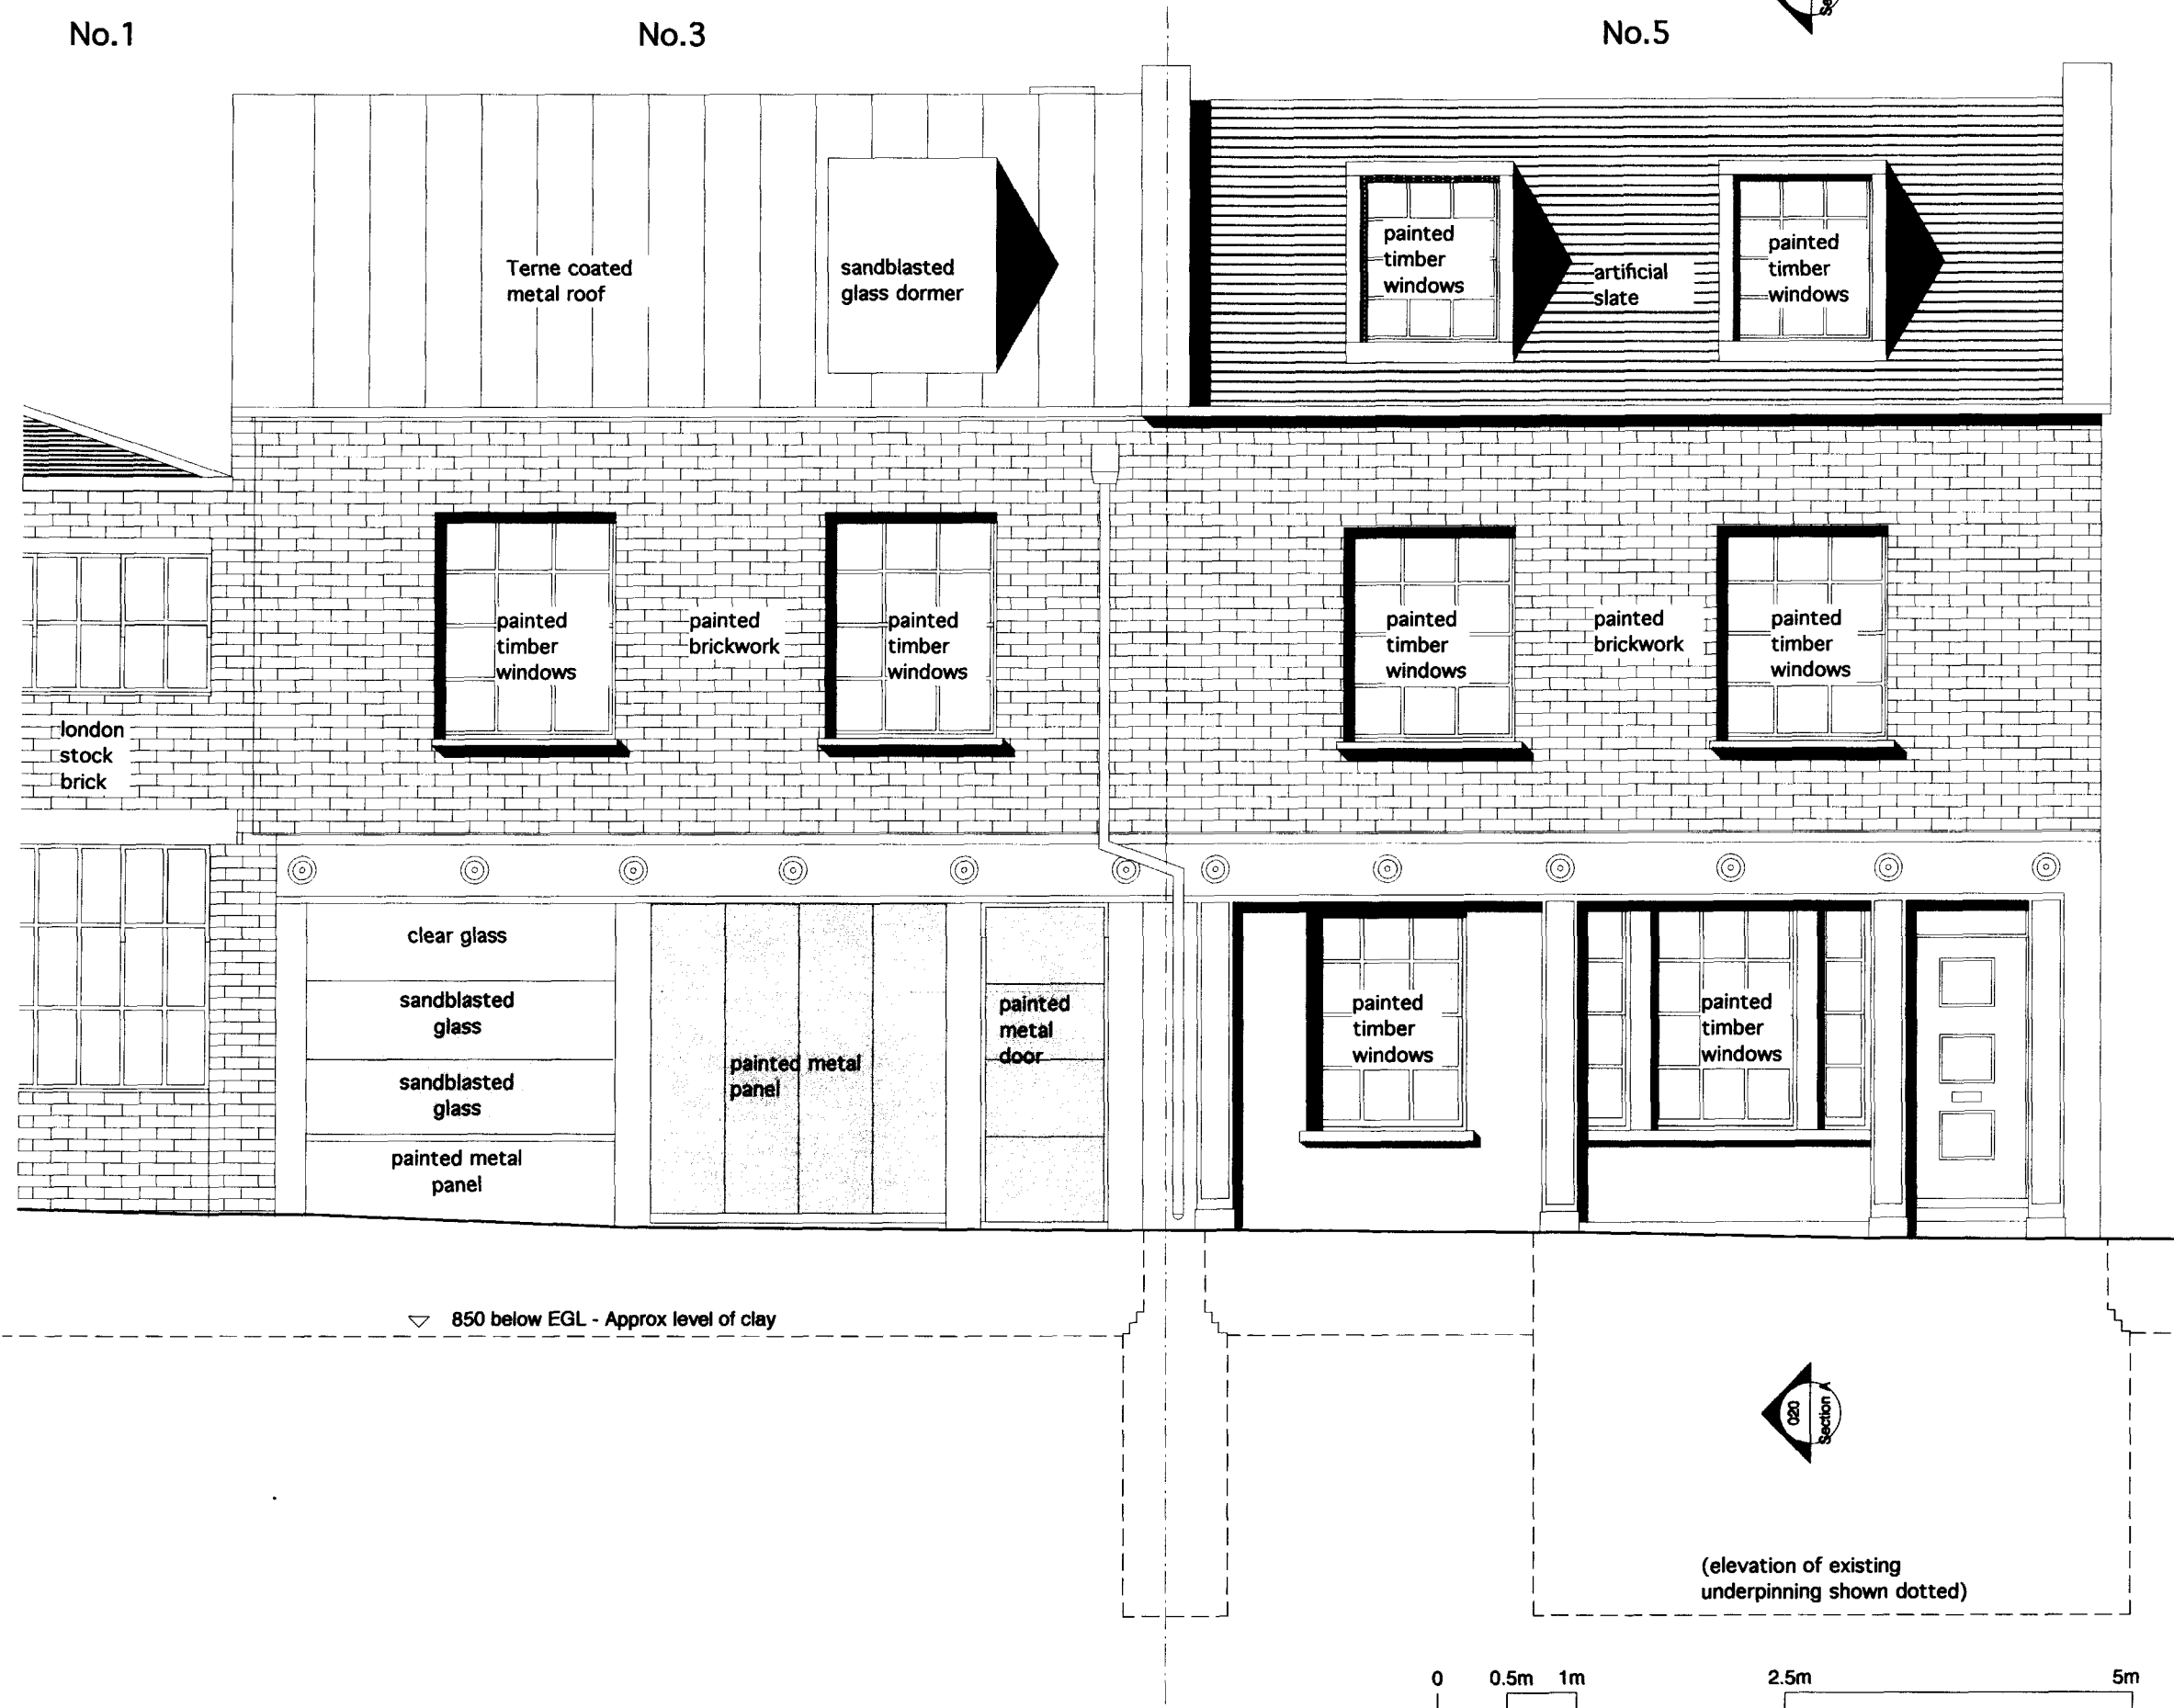 No.1
No.3
No.5
Se
Terne coated
metal roof
sandblasted
glass dormer
painted
timber
windows
artificial
slate
painted
timber
windows
painted
timber
windows
painted
brickwork
painted
timber
windows
painted
timber
windows
painted
brickwork
painted
timber
windows
london
stock
brick
clear glass
sandblasted
glass
sandblasted
glass
painted metal
panel
painted metal
panel
painted
metal
door
painted
timber
windows
painted
timber
windows
850 below EGL - Approx level of clay
020
Section A
(elevation of existing
underpinning shown dotted)
0 0.5m 1m 2.5m 5m